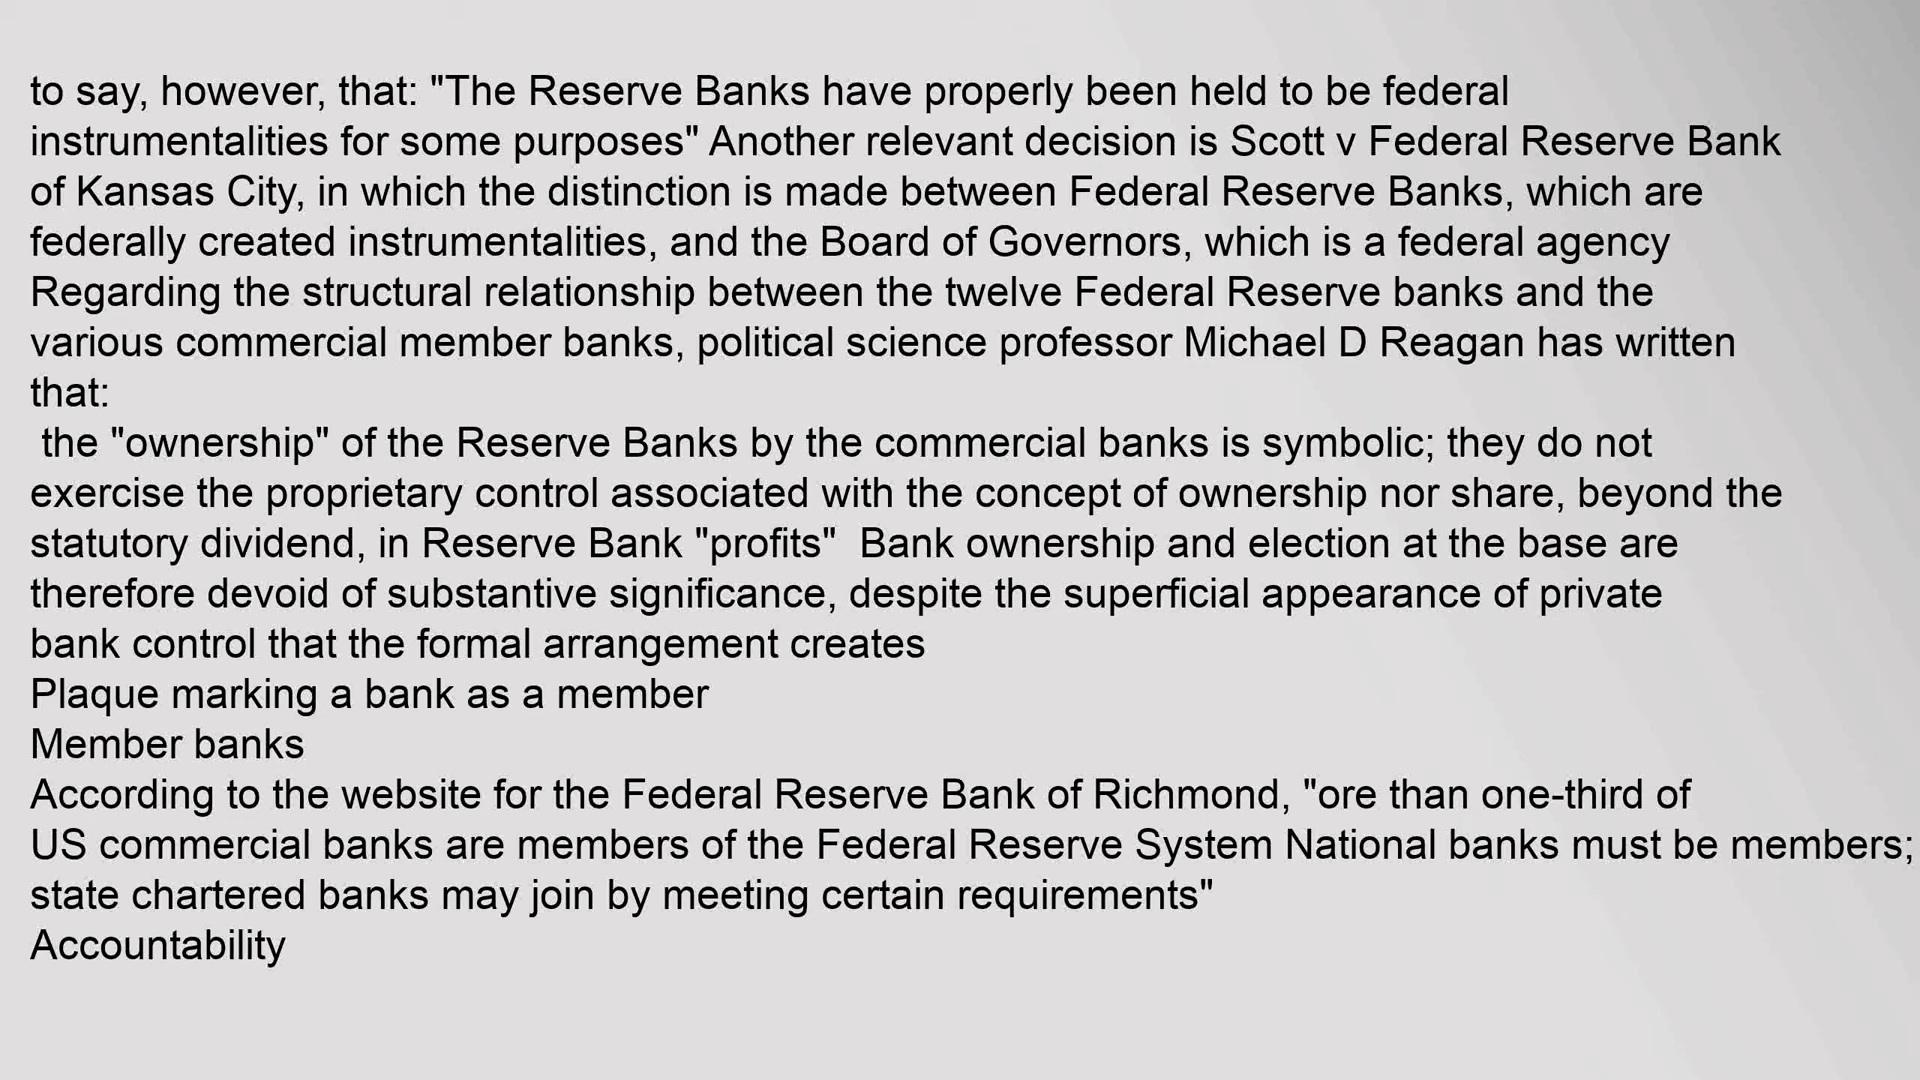 to say, however, that: "The Reserve Banks have properly been held to be federal
instrumentalities for some purposes" Another relevant decision is Scott v Federal Reserve Bank
of Kansas City, in which the distinction is made between Federal Reserve Banks, which are
federally created instrumentalities, and the Board of Governors, which is a federal agency
Regarding the structural relationship between the twelve Federal Reserve banks and the
various commercial member banks, political science professor Michael D Reagan has written
that:
the "ownership" of the Reserve Banks by the commercial banks is symbolic; they do not
exercise the proprietary control associated with the concept of ownership nor share, beyond the
statutory dividend, in Reserve Bank "profits"  Bank ownership and election at the base are
therefore devoid of substantive significance, despite the superficial appearance of private
bank control that the formal arrangement creates
Plaque marking a bank as a member
Member banks
According to the website for the Federal Reserve Bank of Richmond, "ore than one-third of
US commercial banks are members of the Federal Reserve System National banks must be members;
state chartered banks may join by meeting certain requirements"
Accountability